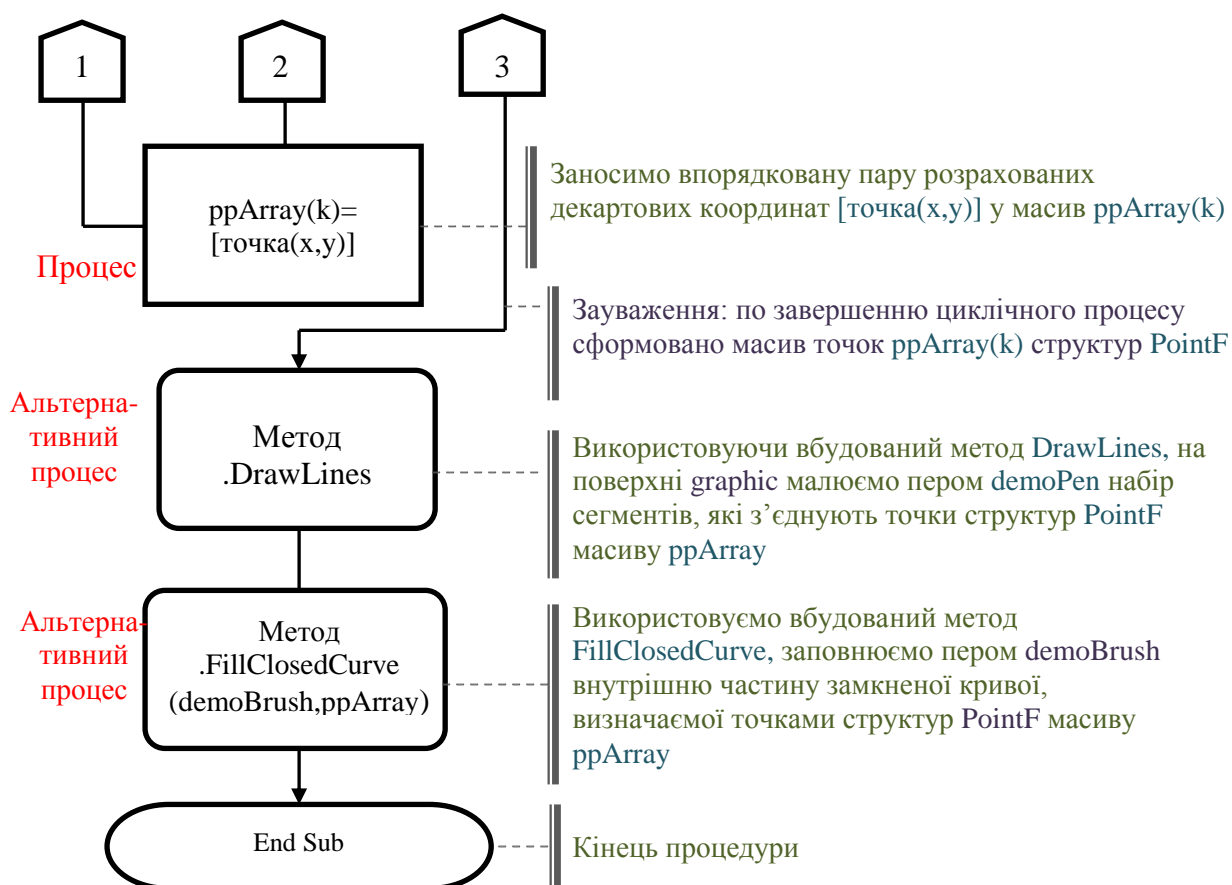 1
2
3
ppArray(k)=
[точка(x,y)]
Процес
Заносимо впорядковану пару розрахованих
декартових координат [точка(x,y)] у масив ppArray(k)
Зауваження: по завершенню циклічного процесу
сформовано масив точок ppArray(k) структур PointF
Альтерна-
тивний
процес
Метод
.DrawLines
Використовуючи вбудований метод DrawLines, на
поверхні graphic малюємо пером demoPen набір
сегментів, які з’єднують точки структур PointF
масиву ppArray
Альтерна-
тивний
процес
Метод
.FillClosedCurve
(demoBrush,ppArray)
Використовуємо вбудований метод
FillClosedCurve, заповнюємо пером demoBrush
внутрішню частину замкненої кривої,
визначаємої точками структур PointF масиву
ppArray
End Sub
Кінець процедури